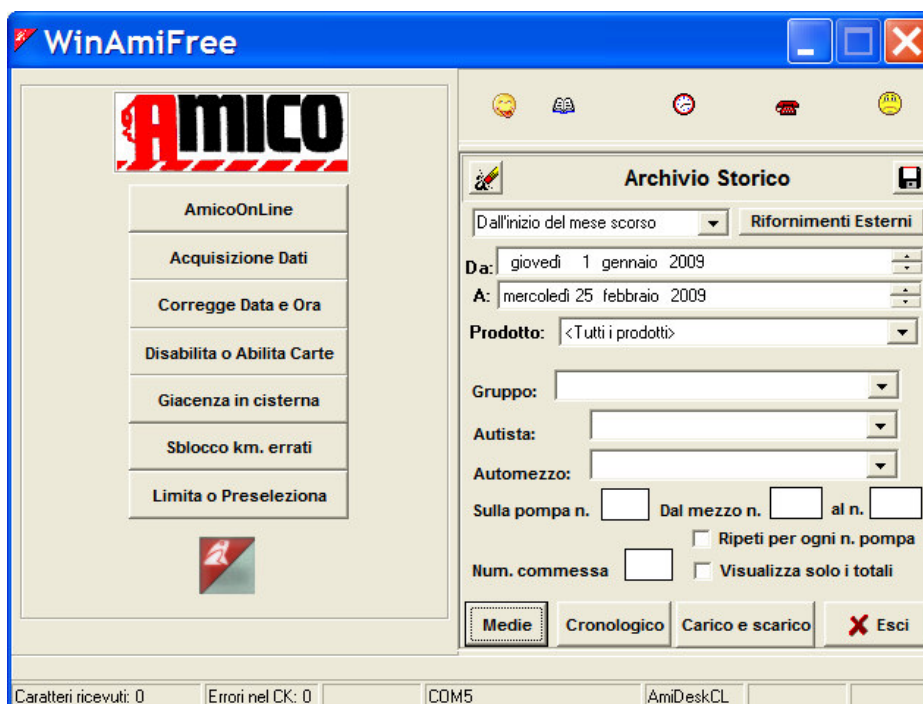 WinAmiFree
AMICO
AmicoOnLine
Acquisizione Dati
Corregge Data e Ora
Disabilita o Abilita Carte
Giacenza in cisterna
Sblocco km. errati
Limita o Preseleziona
Archivio Storico
Dall'inizio del mese scorso
Rifornimenti Esterni
Da: giovedì 1 gennaio 2009
A: mercoledì 25 febbraio 2009
Prodotto: <Tutti i prodotti>
Gruppo:
Autista:
Automezzo:
Sulla pompa n. Dal mezzo n. al n.
Ripeti per ogni n. pompa
Num. commessa Visualizza solo i totali
Medie Cronologico Carico e scarico Esci
Caratteri ricevuti: 0 Errori nel CK: 0 COM5 AmiDeskCL